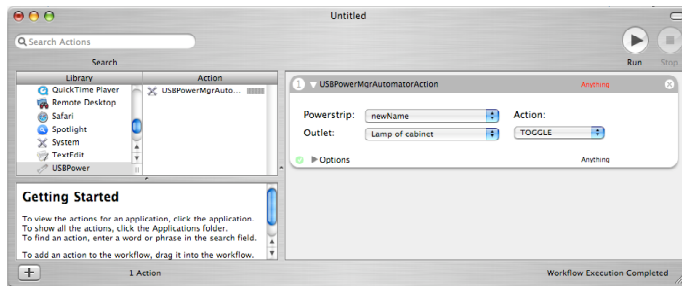 Untitled
Search Actions
Search
Run Stop
Library Action
QuickTime Player
Remote Desktop
Safari
Spotlight
System
TextEdit
USBPower
USBPowerMgrAuto...
1 USBPowerMgrAutomatorAction Anything
Powerstrip: newName Action:
Outlet: Lamp of cabinct TOGGLE
Options Anything
Getting Started
To view the actions for an application, click the application.
To show all the actions, click the Applications folder.
To find an action, enter a word or phrase in the search field.
To add an action to the workflow, drag it into the workflow.
1 Action Workflow Execution Completed